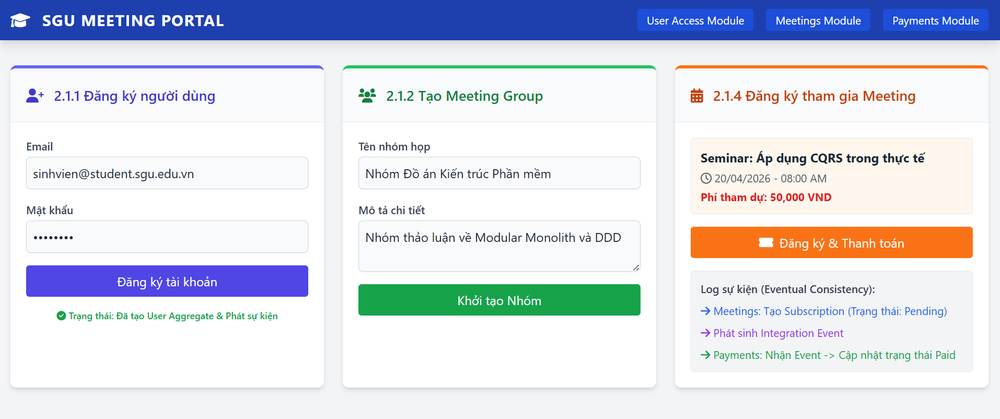 SGU MEETING PORTAL
User Access Module
Meetings Module
Payments Module
2.1.1 Đăng ký người dùng
Email
sinhvien@student.sgu.edu.vn
Mật khẩu
••••••••
Đăng ký tài khoản
Trạng thái: Đã tạo User Aggregate & Phát sự kiện
2.1.2 Tạo Meeting Group
Tên nhóm họp
Nhóm Đồ án Kiến trúc Phần mềm
Mô tả chi tiết
Nhóm thảo luận về Modular Monolith và DDD
Khởi tạo Nhóm
2.1.4 Đăng ký tham gia Meeting
Seminar: Áp dụng CQRS trong thực tế
20/04/2026 - 08:00 AM
Phí tham dự: 50,000 VND
Đăng ký & Thanh toán
Log sự kiện (Eventual Consistency):
→ Meetings: Tạo Subscription (Trạng thái: Pending)
→ Phát sinh Integration Event
→ Payments: Nhận Event -> Cập nhật trạng thái Paid